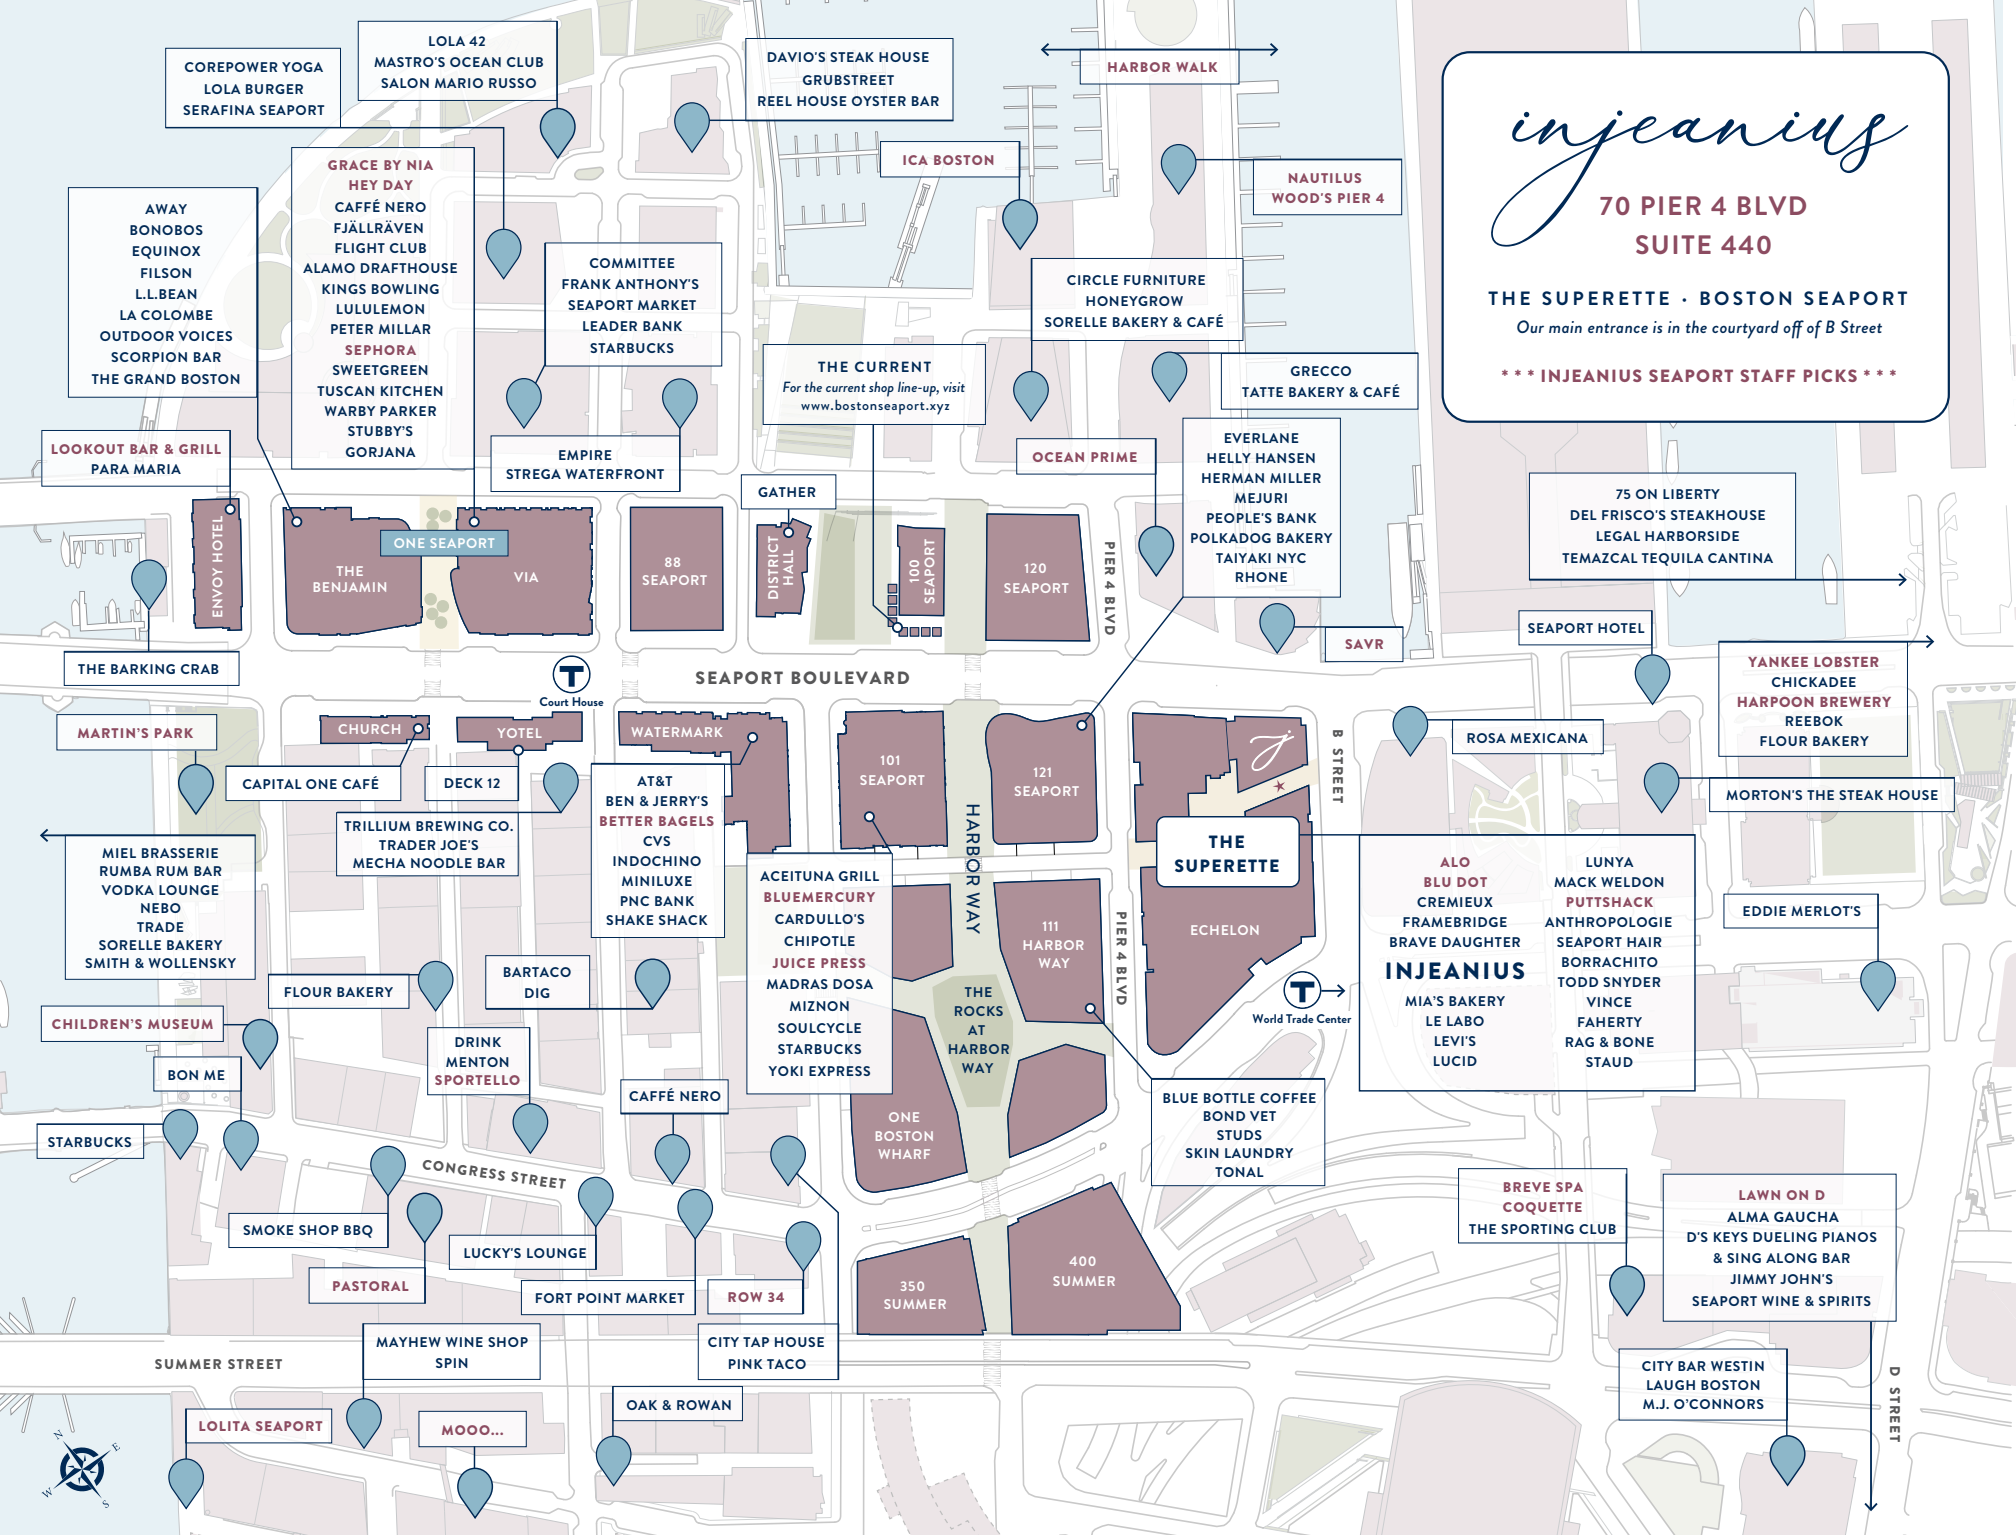 LOLA 42
MASTRO'S OCEAN CLUB
SALON MARIO RUSSO
COREPOWER YOGA
LOLA BURGER
SERAFINA SEAPORT
DAVIO'S STEAK HOUSE
GRUBSTREET
REEL HOUSE OYSTER BAR
HARBOR WALK
ICA BOSTON
NAUTILUS
WOOD'S PIER 4
injeanius
70 PIER 4 BLVD
SUITE 440
THE SUPERETTE · BOSTON SEAPORT
Our main entrance is in the courtyard off of B Street
* * * INJEANIUS SEAPORT STAFF PICKS * * *
AWAY
BONOBOS
EQUINOX
FILSON
L.L.BEAN
LA COLOMBE
OUTDOOR VOICES
SCORPION BAR
THE GRAND BOSTON
GRACE BY NIA
HEY DAY
CAFFÉ NERO
FJÄLLRÄVEN
FLIGHT CLUB
ALAMO DRAFTHOUSE
KINGS BOWLING
LULULEMON
PETER MILLAR
SEPHORA
SWEETGREEN
TUSCAN KITCHEN
WARBY PARKER
STUBBY'S
GORJANA
COMMITTEE
FRANK ANTHONY'S
SEAPORT MARKET
LEADER BANK
STARBUCKS
CIRCLE FURNITURE
HONEYGROW
SORELLE BAKERY & CAFÉ
THE CURRENT
For the current shop line-up, visit
www.bostonseaport.xyz
GRECCO
TATTE BAKERY & CAFÉ
LOOKOUT BAR & GRILL
PARA MARIA
EMPIRE
STREGA WATERFRONT
OCEAN PRIME
EVERLANE
HELLY HANSEN
HERMAN MILLER
MEJURI
PEOPLE'S BANK
POLKADOG BAKERY
TAIYAKI NYC
RHONE
GATHER
75 ON LIBERTY
DEL FRISCO'S STEAKHOUSE
LEGAL HARBORSIDE
TEMAZCAL TEQUILA CANTINA
ENVOY HOTEL
THE
BENJAMIN
ONE SEAPORT
VIA
88
SEAPORT
DISTRICT
HALL
100
SEAPORT
120
SEAPORT
PIER 4 BLVD
SAVR
SEAPORT HOTEL
THE BARKING CRAB
T
Court House
SEAPORT BOULEVARD
YANKEE LOBSTER
CHICKADEE
HARPOON BREWERY
REEBOK
FLOUR BAKERY
MARTIN'S PARK
CHURCH
YOTEL
WATERMARK
101
SEAPORT
121
SEAPORT
j
B STREET
ROSA MEXICANA
CAPITAL ONE CAFÉ
DECK 12
MORTON'S THE STEAK HOUSE
TRILLIUM BREWING CO.
TRADER JOE'S
MECHA NOODLE BAR
AT&T
BEN & JERRY'S
BETTER BAGELS
CVS
INDOCHINO
MINILUXE
PNC BANK
SHAKE SHACK
HARBOR WAY
THE
SUPERETTE
MIEL BRASSERIE
RUMBA RUM BAR
VODKA LOUNGE
NEBO
TRADE
SORELLE BAKERY
SMITH & WOLLENSKY
ACEITUNA GRILL
BLUEMERCURY
CARDULLO'S
CHIPOTLE
JUICE PRESS
MADRAS DOSA
MIZNON
SOULCYCLE
STARBUCKS
YOKI EXPRESS
111
HARBOR
WAY
PIER 4 BLVD
ECHELON
ALO
BLU DOT
CREMIEUX
FRAMEBRIDGE
BRAVE DAUGHTER
INJEANIUS
MIA'S BAKERY
LE LABO
LEVI'S
LUCID
LUNYA
MACK WELDON
PUTTSHACK
ANTHROPOLOGIE
SEAPORT HAIR
BORRACHITO
TODD SNYDER
VINCE
FAHERTY
RAG & BONE
STAUD
EDDIE MERLOT'S
FLOUR BAKERY
BARTACO
DIG
T
World Trade Center
THE
ROCKS
AT
HARBOR
WAY
CHILDREN'S MUSEUM
BON ME
DRINK
MENTON
SPORTELLO
CAFFÉ NERO
STARBUCKS
ONE
BOSTON
WHARF
BLUE BOTTLE COFFEE
BOND VET
STUDS
SKIN LAUNDRY
TONAL
CONGRESS STREET
BREVE SPA
COQUETTE
THE SPORTING CLUB
LAWN ON D
ALMA GAUCHA
D'S KEYS DUELING PIANOS
& SING ALONG BAR
JIMMY JOHN'S
SEAPORT WINE & SPIRITS
SMOKE SHOP BBQ
LUCKY'S LOUNGE
PASTORAL
FORT POINT MARKET
ROW 34
350
SUMMER
400
SUMMER
SUMMER STREET
MAYHEW WINE SHOP
SPIN
CITY TAP HOUSE
PINK TACO
CITY BAR WESTIN
LAUGH BOSTON
M.J. O'CONNORS
D STREET
LOLITA SEAPORT
MOOO...
OAK & ROWAN
N
E
W
S